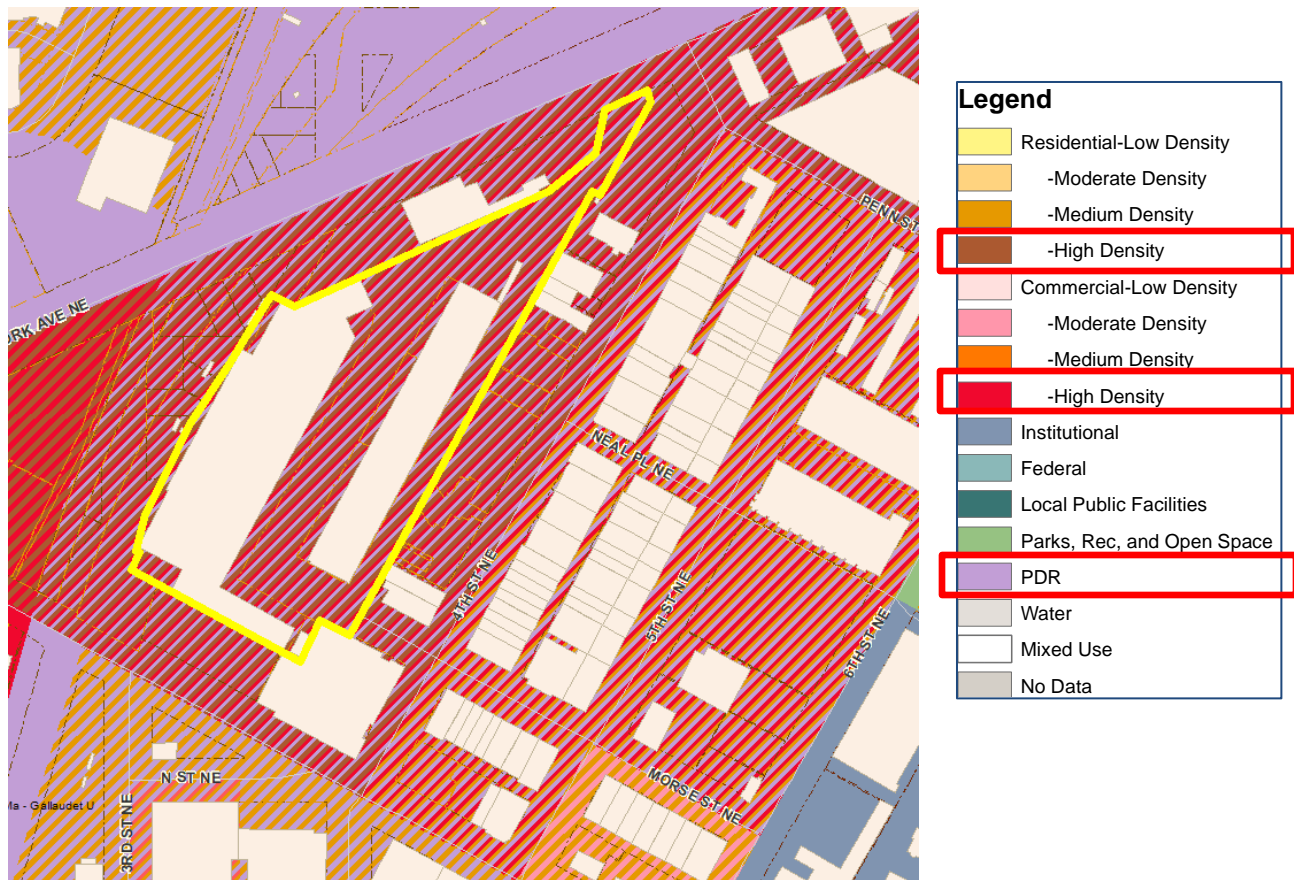 RK AVE NE
PENN ST
NEAL PL NE
4TH ST NE
5TH ST NE
6TH ST NE
MORSE ST NE
N ST NE
3RD ST NE
Ma - Gallaudet U
Legend
Residential-Low Density
-Moderate Density
-Medium Density
-High Density
Commercial-Low Density
-Moderate Density
-Medium Density
-High Density
Institutional
Federal
Local Public Facilities
Parks, Rec, and Open Space
PDR
Water
Mixed Use
No Data